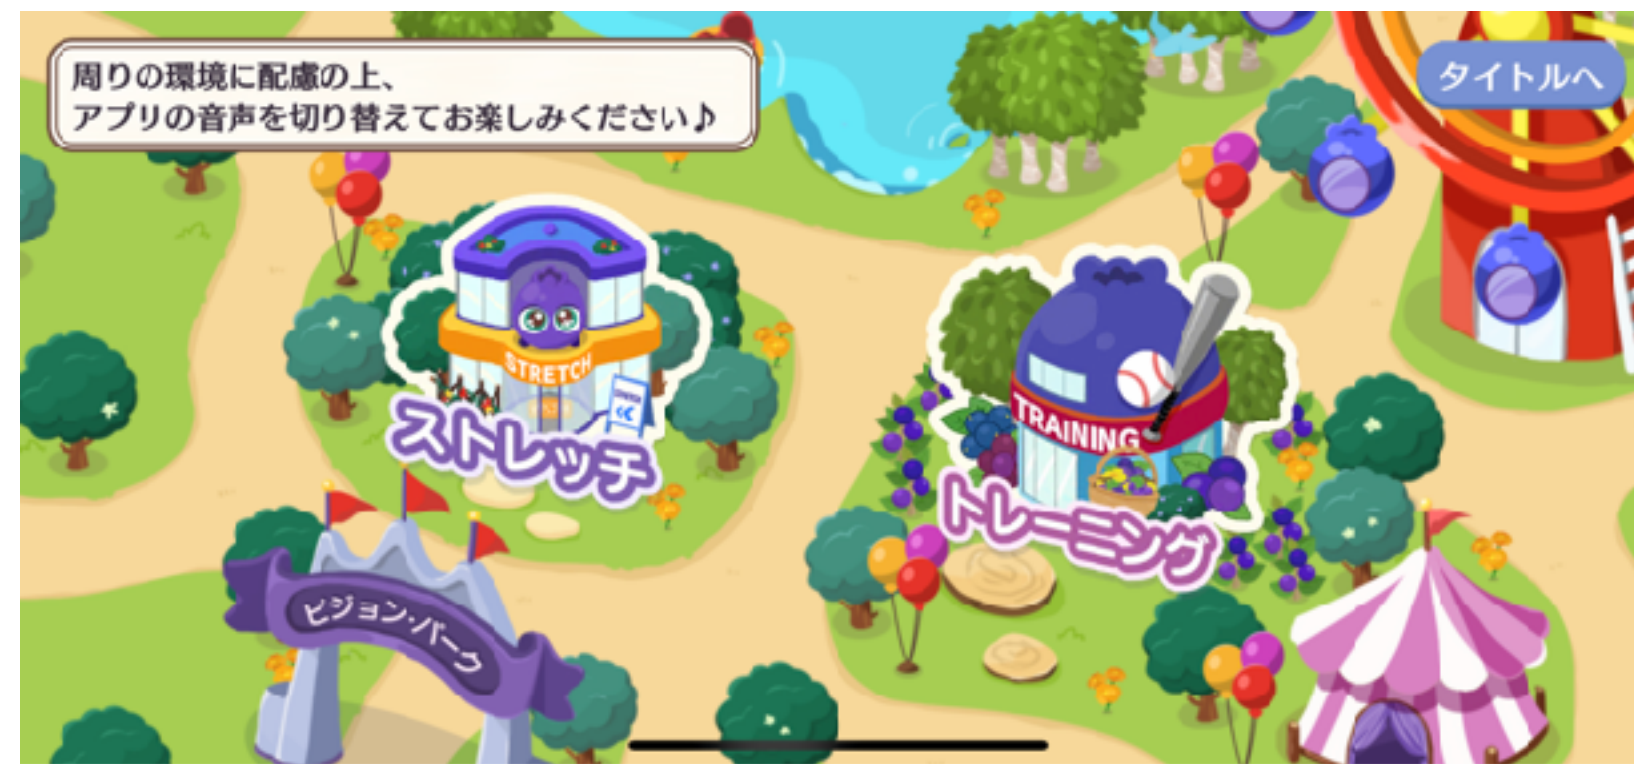 周りの環境に配慮の上、
アプリの音声を切り替えてお楽しみください♪
タイトルへ
STRETCH
ストレッチ
TRAINING
トレーニング
ビジョン・パーク